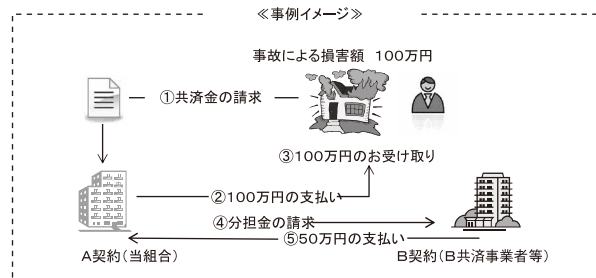 ≪事例イメージ≫
事故による損害額 100万円
①共済金の請求
③100万円のお受け取り
②100万円の支払い
④分担金の請求
⑤50万円の支払い
A契約(当組合)
B契約(B共済事業者等)